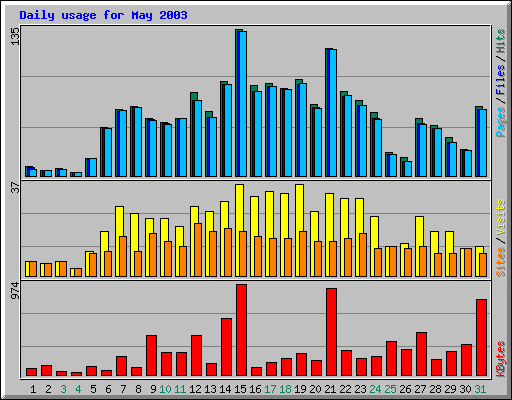 Daily usage for May 2003
135
Pages / Files / Hits
37
Sites / Visits
974
KBytes
1 2 3 4 5 6 7 8 9 10 11 12 13 14 15 16 17 18 19 20 21 22 23 24 25 26 27 28 29 30 31